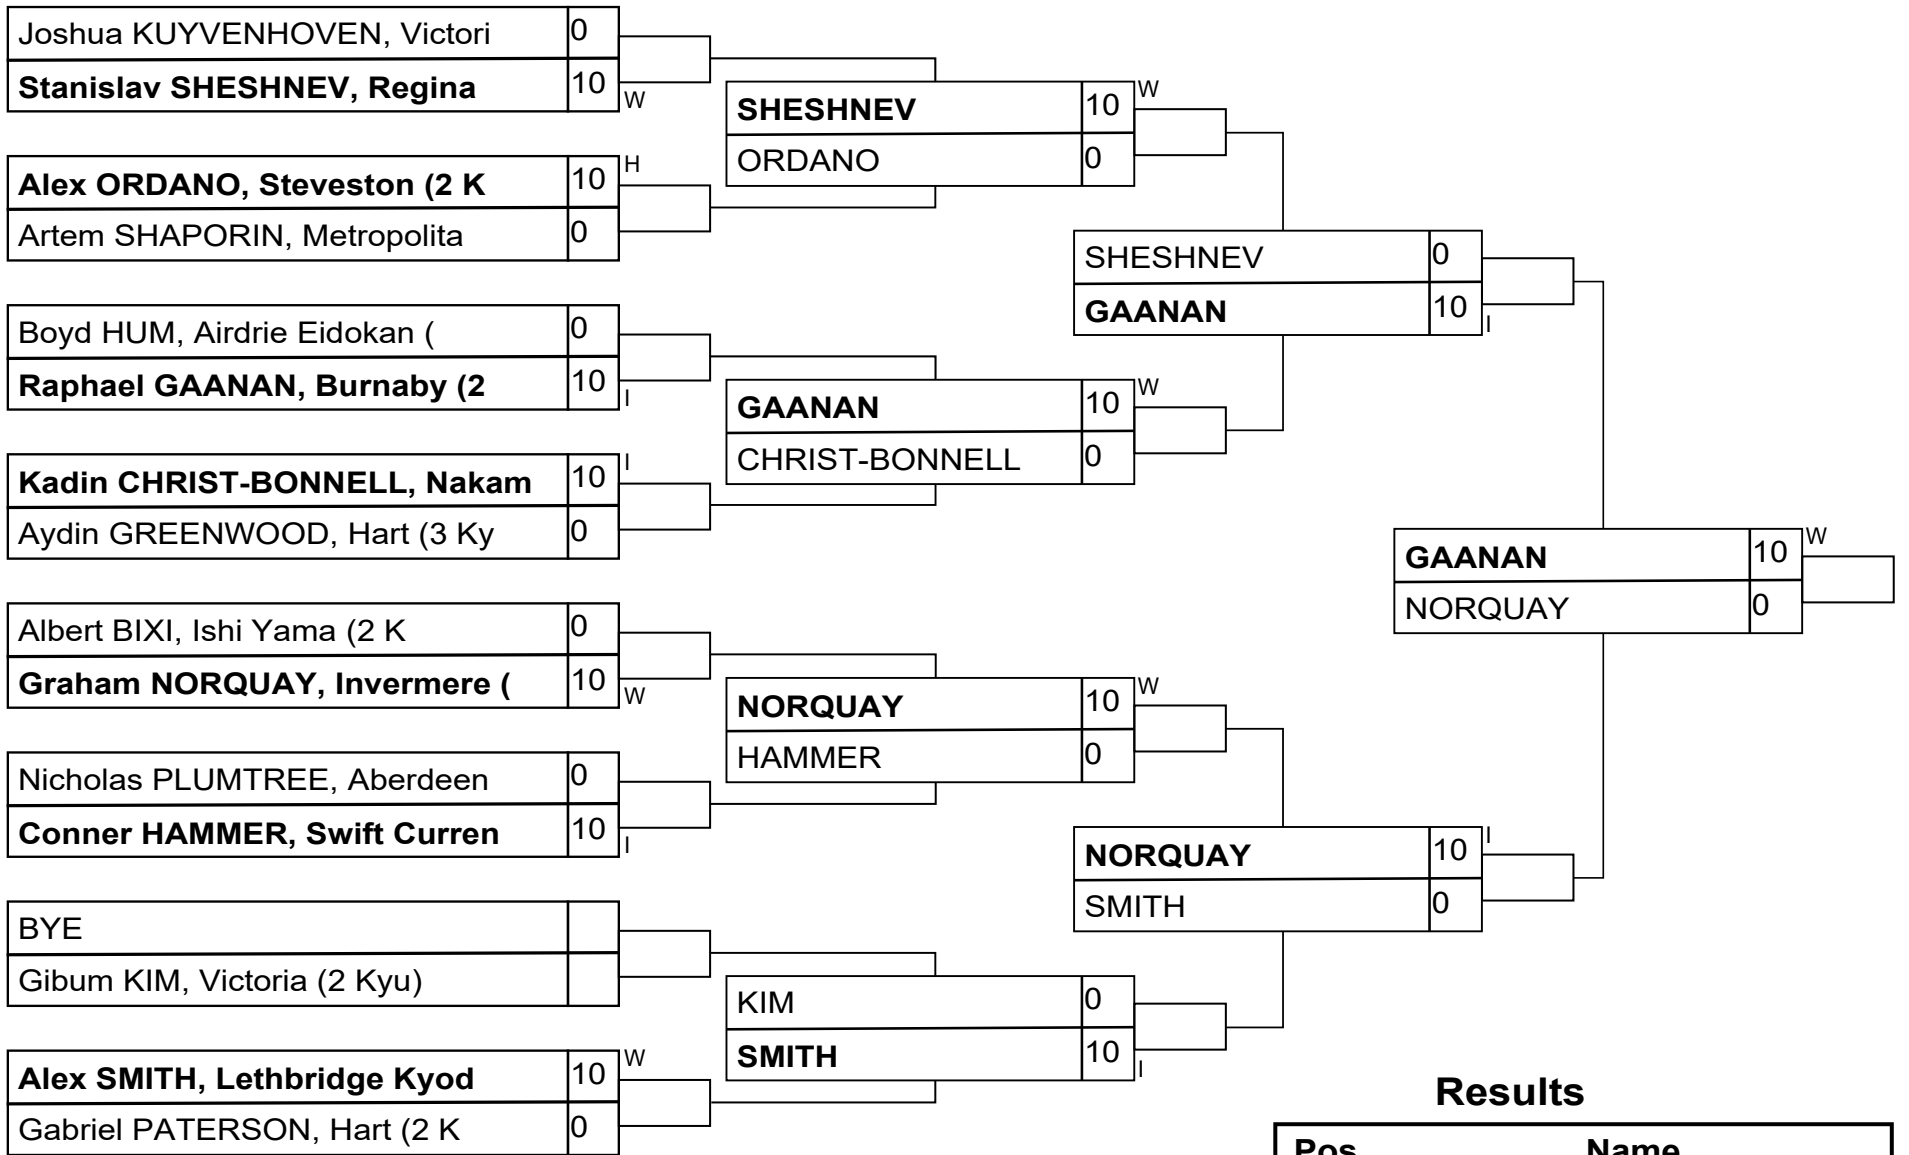 Joshua KUYVENHOVEN, Victori 0
Stanislav SHESHNEV, Regina 10 W
Alex ORDANO, Steveston (2 K 10 H
Artem SHAPORIN, Metropolita 0
Boyd HUM, Airdrie Eidokan ( 0
Raphael GAANAN, Burnaby (2 10 I
Kadin CHRIST-BONNELL, Nakam 10 I
Aydin GREENWOOD, Hart (3 Ky 0
Albert BIXI, Ishi Yama (2 K 0
Graham NORQUAY, Invermere ( 10 W
Nicholas PLUMTREE, Aberdeen 0
Conner HAMMER, Swift Curren 10 I
BYE
Gibum KIM, Victoria (2 Kyu)
Alex SMITH, Lethbridge Kyod 10 W
Gabriel PATERSON, Hart (2 K 0
SHESHNEV 10 W
ORDANO 0
GAANAN 10 W
CHRIST-BONNELL 0
NORQUAY 10 W
HAMMER 0
KIM 0
SMITH 10 I
SHESHNEV 0
GAANAN 10 I
NORQUAY 10 I
SMITH 0
GAANAN 10 W
NORQUAY 0
Results
Pos Name